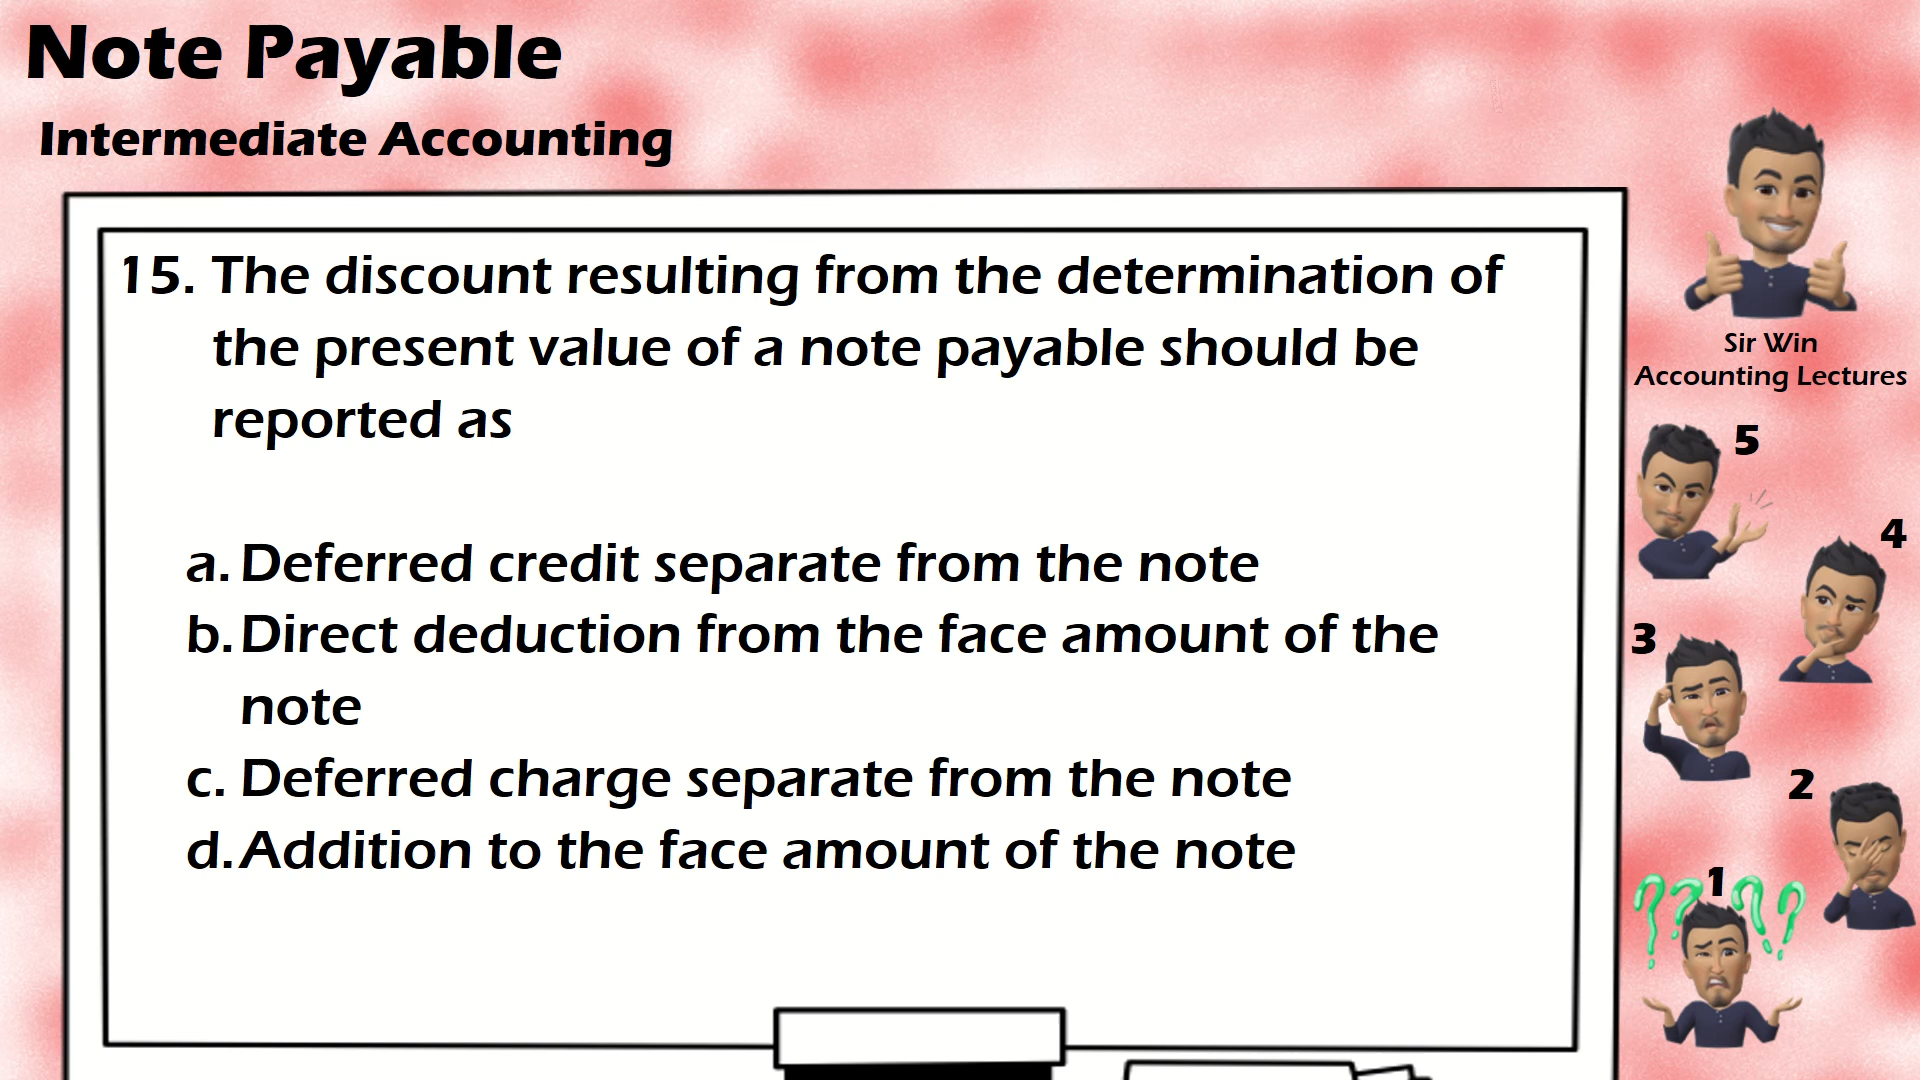 Note Payable
Intermediate Accounting
15. The discount resulting from the determination of
the present value of a note payable should be
reported as
a. Deferred credit separate from the note
b. Direct deduction from the face amount of the
note
c. Deferred charge separate from the note
d. Addition to the face amount of the note
Sir Win
Accounting Lectures
5
4
3
2
1
??
??